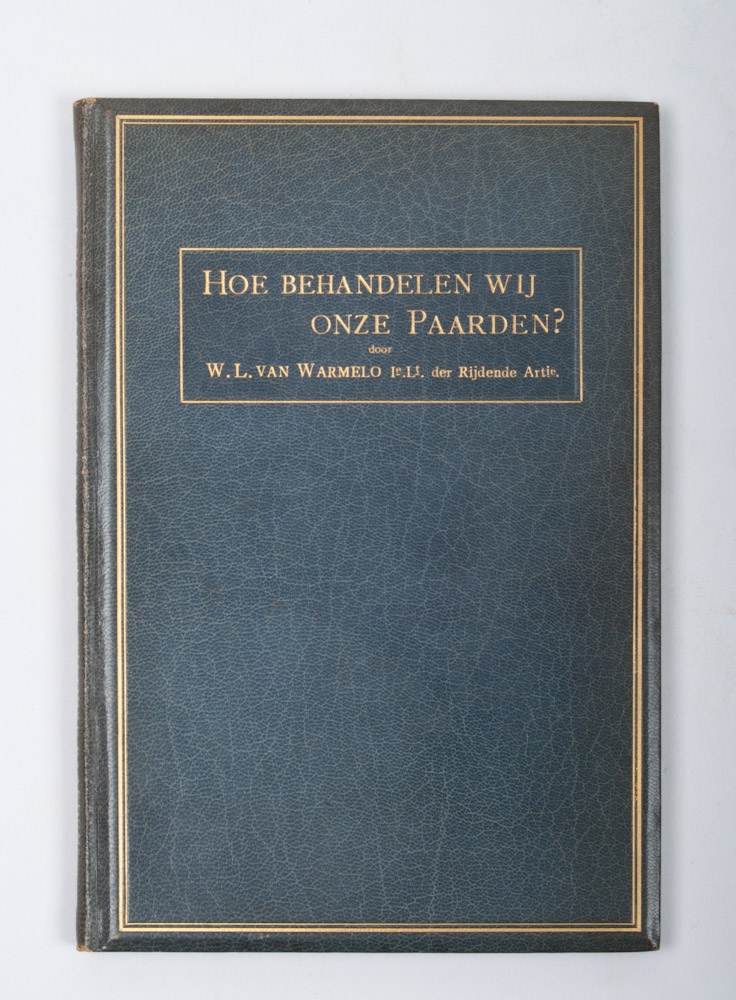 Hoe behandelen wij
onze Paarden?
door
W. L. van Warmelo Ie. Lt. der Rijdende Artie.